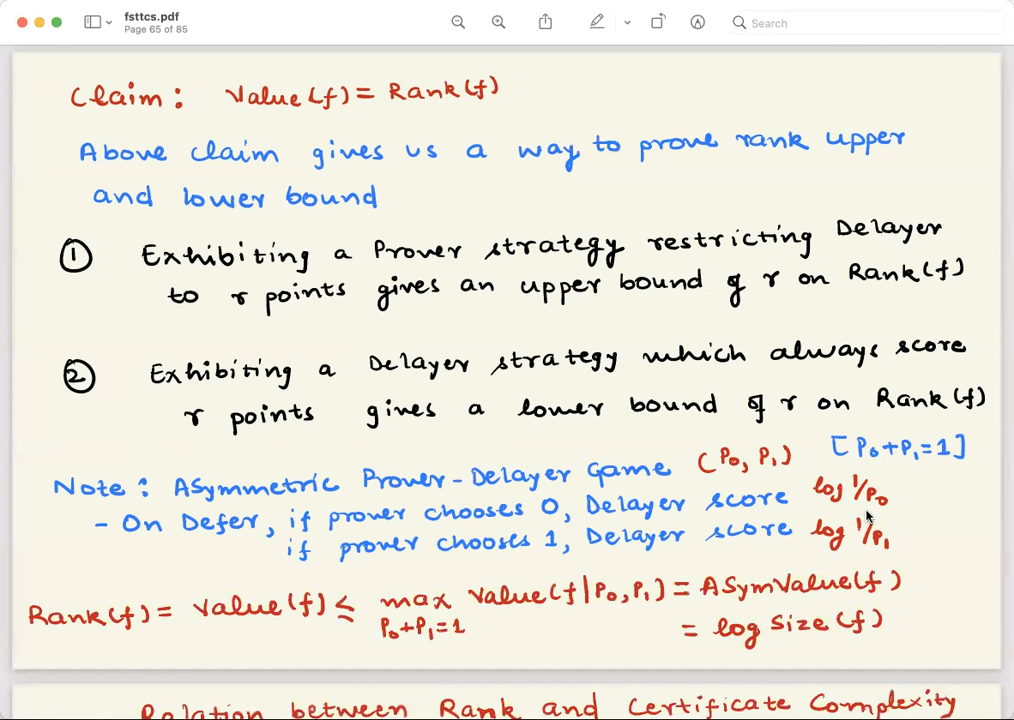 fsttcs.pdf
Page 65 of 85
Search
Claim: Value(f) = Rank(f)
Above claim gives us a way to prove rank upper
and lower bound
① Exhibiting a Prover strategy restricting Delayer
to r points gives an upper bound of r on Rank(f)
② Exhibiting a Delayer strategy which always score
r points gives a lower bound of r on Rank(f)
Note: ASymmetric Prover-Delayer Game (P₀, P₁) [P₀+P₁=1]
- On Defer, if prover chooses 0, Delayer score log 1/P₀
if prover chooses 1, Delayer score log 1/P₁
Rank(f) = Value(f) ≤ max Value(f|P₀,P₁) = ASymValue(f)
P₀+P₁=1
= log Size(f)
Relation between Rank and Certificate Complexity